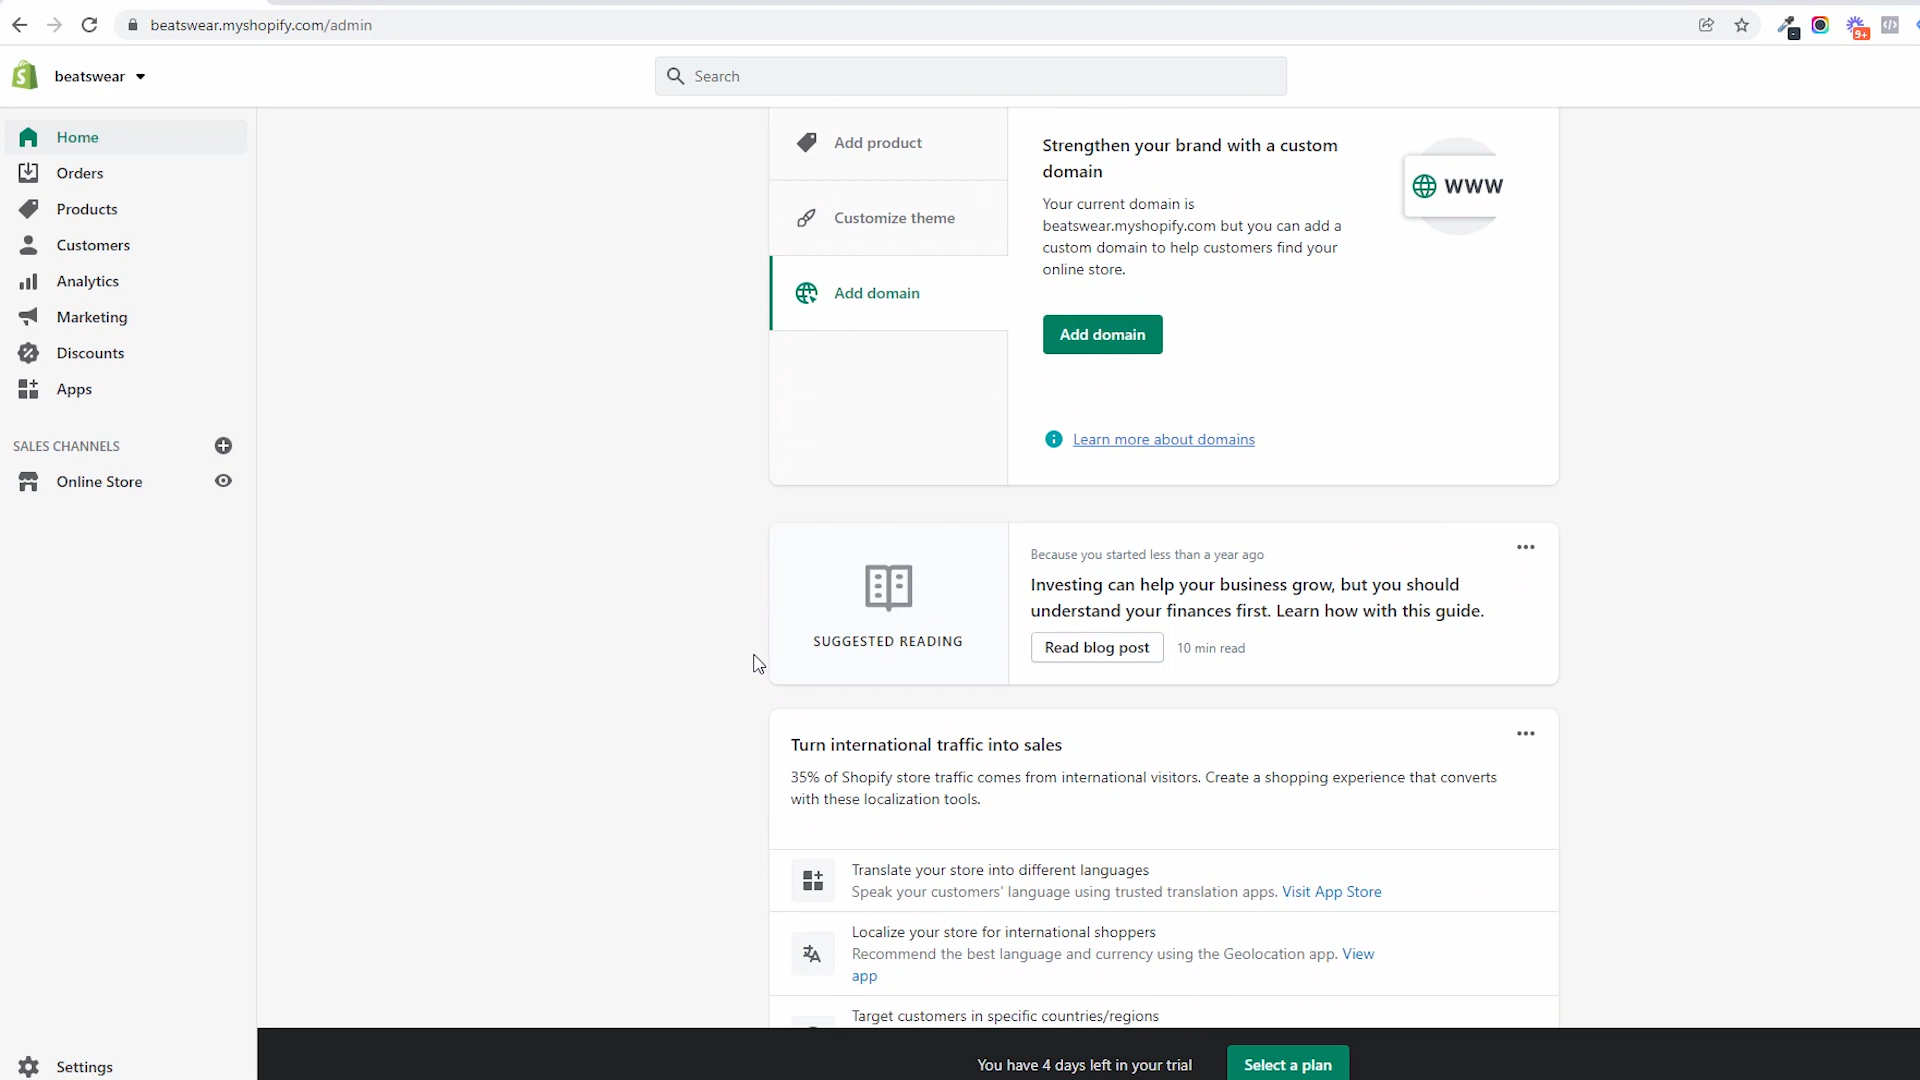 beatswear.myshopify.com/admin
9+
beatswear
Search
Home
Orders
Products
Customers
Analytics
Marketing
Discounts
Apps
SALES CHANNELS
Online Store
Settings
Add product
Customize theme
Add domain
Strengthen your brand with a custom
domain
Your current domain is
beatswear.myshopify.com but you can add a
custom domain to help customers find your
online store.
Add domain
Learn more about domains
WWW
SUGGESTED READING
Because you started less than a year ago
Investing can help your business grow, but you should
understand your finances first. Learn how with this guide.
Read blog post
10 min read
Turn international traffic into sales
35% of Shopify store traffic comes from international visitors. Create a shopping experience that converts
with these localization tools.
Translate your store into different languages
Speak your customers' language using trusted translation apps. Visit App Store
Localize your store for international shoppers
Recommend the best language and currency using the Geolocation app. View
app
Target customers in specific countries/regions
You have 4 days left in your trial
Select a plan